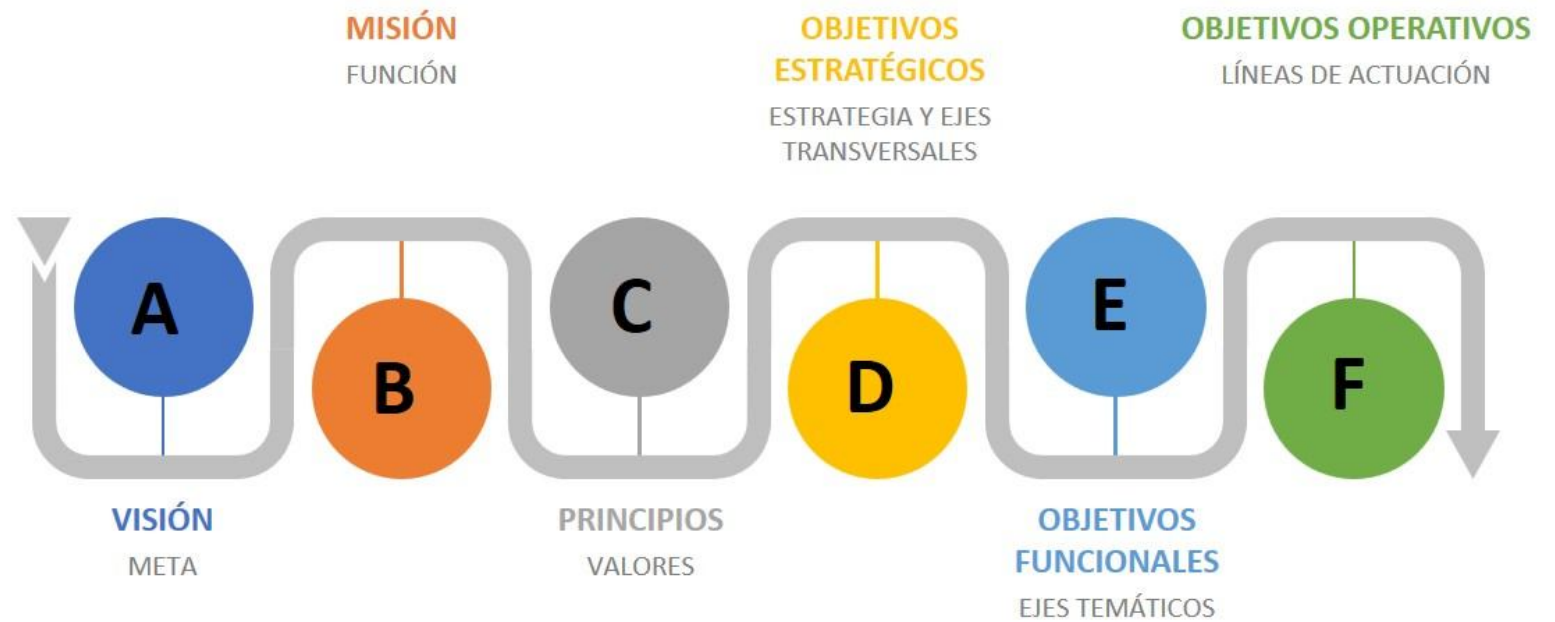 MISIÓN
FUNCIÓN
OBJETIVOS
ESTRATÉGICOS
ESTRATEGIA Y EJES
TRANSVERSALES
OBJETIVOS OPERATIVOS
LÍNEAS DE ACTUACIÓN
A
B
C
D
E
F
VISIÓN
META
PRINCIPIOS
VALORES
OBJETIVOS
FUNCIONALES
EJES TEMÁTICOS